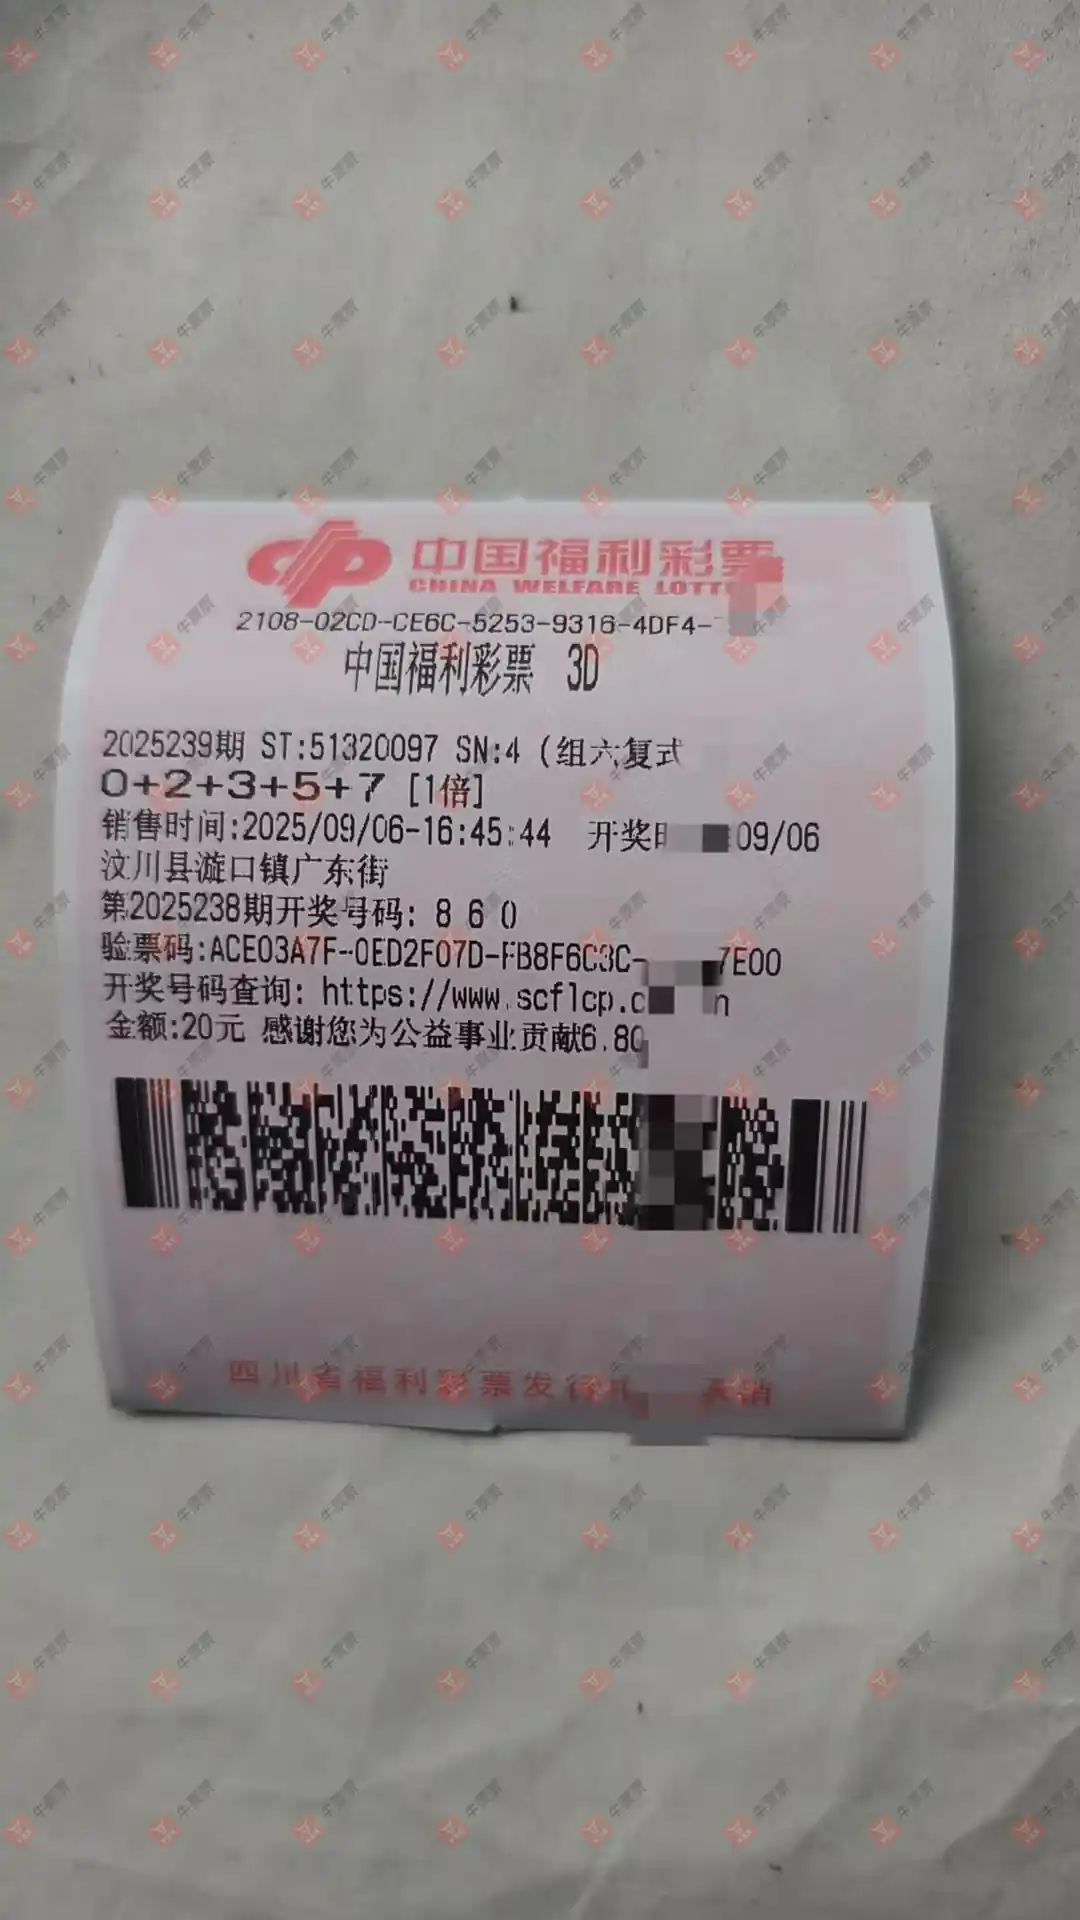 中国福利彩票
CHINA WELFARE LOTT
2108-02CD-CE6C-5253-9316-4DF4-
中国福利彩票 3D
2025239期 ST:51320097 SN:4 (组六复式
0+2+3+5+7 [1倍]
销售时间:2025/09/06-16:45:44 开奖 09/06
汶川县漩口镇广东街
第2025238期开奖号码: 8 6 0
验票码:ACE03A7F-0ED2F07D-FB8F6C3C- 7E00
开奖号码查询: https://www.scflcp.c n
金额:20元 感谢您为公益事业贡献6.80
四川省福利彩票发行 承销
牛票票